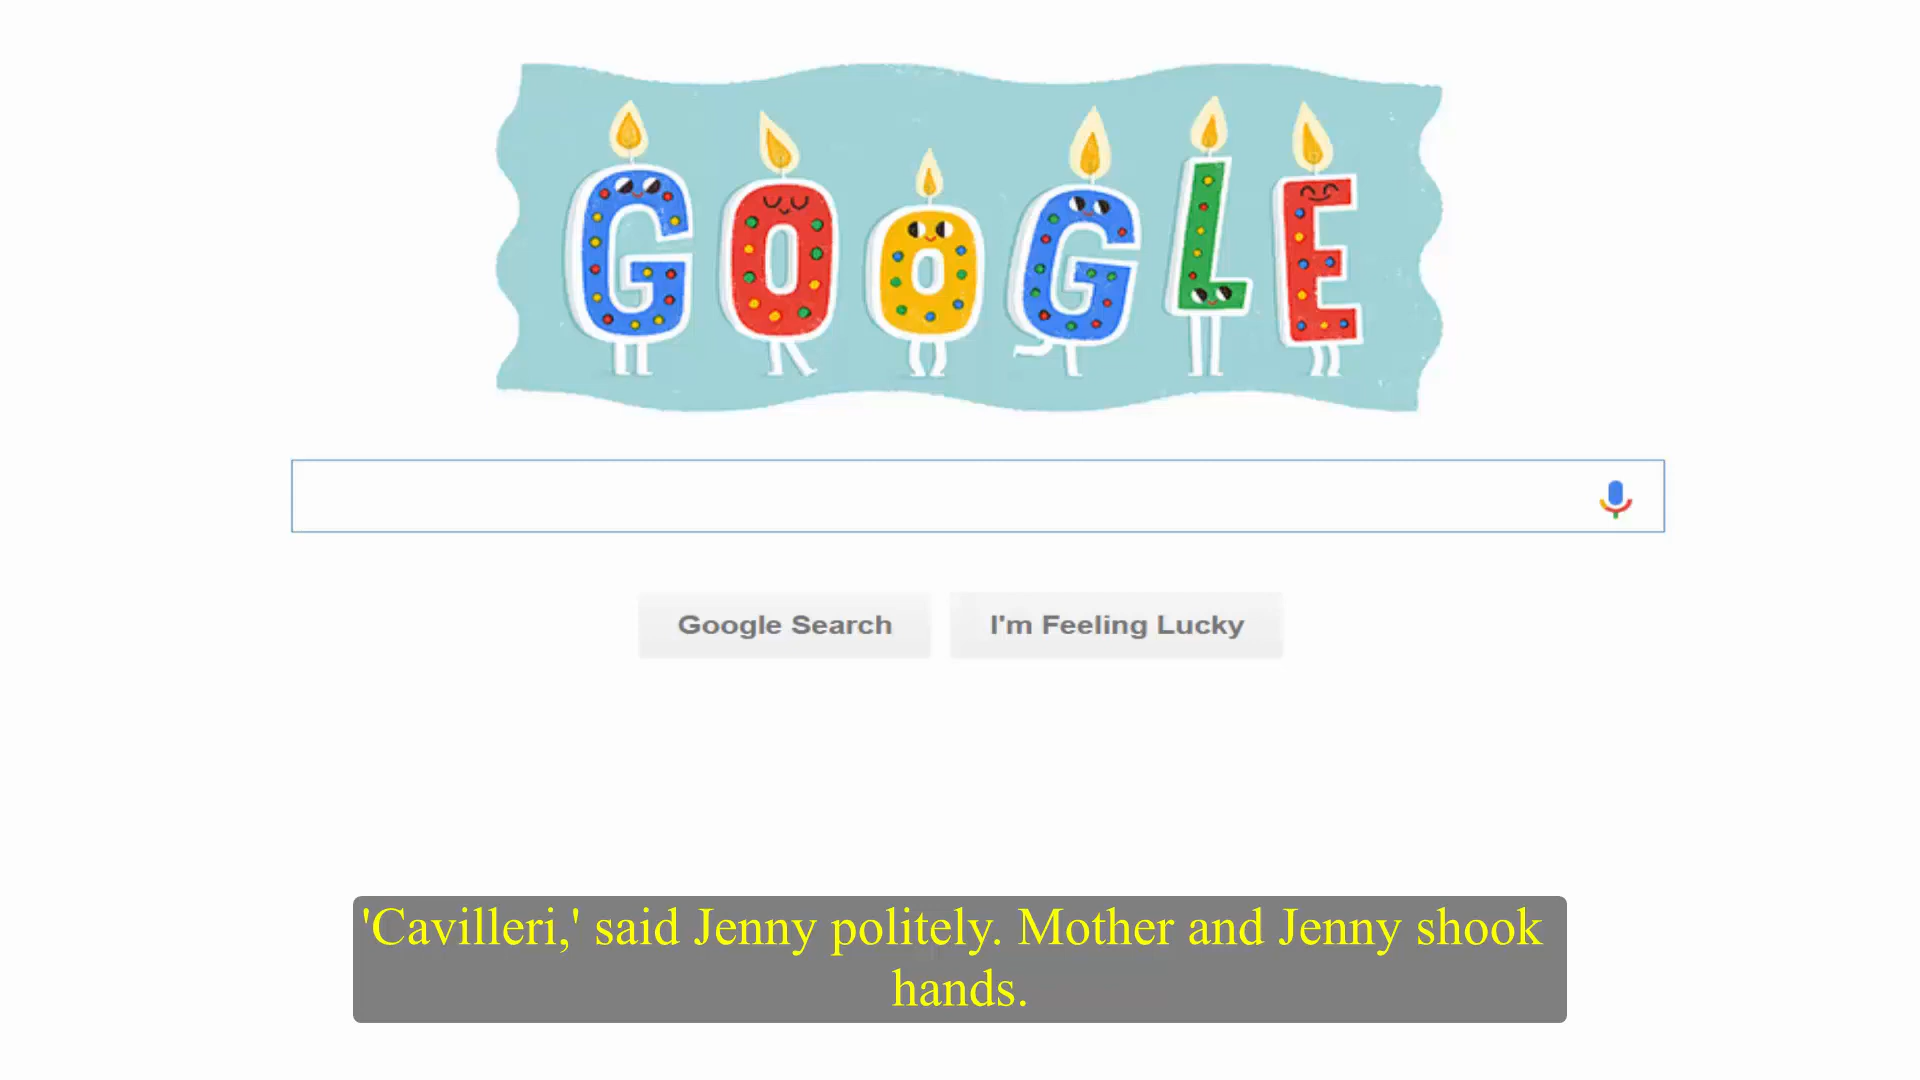 GOOGLE
Google Search
I'm Feeling Lucky
'Cavilleri,' said Jenny politely. Mother and Jenny shook
hands.